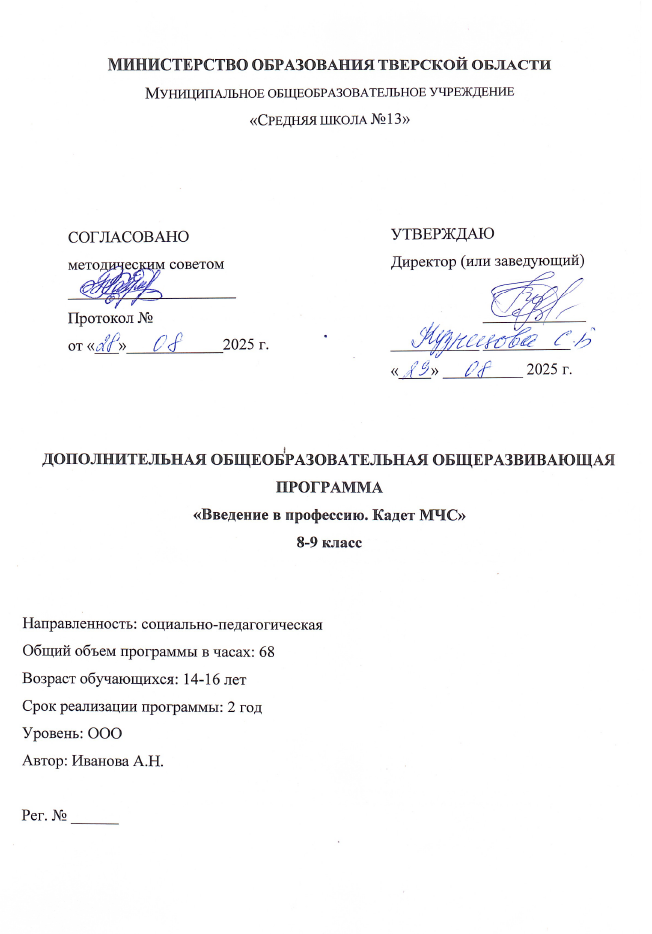 МИНИСТЕРСТВО ОБРАЗОВАНИЯ ТВЕРСКОЙ ОБЛАСТИ
МУНИЦИПАЛЬНОЕ ОБЩЕОБРАЗОВАТЕЛЬНОЕ УЧРЕЖДЕНИЕ
«СРЕДНЯЯ ШКОЛА №13»
СОГЛАСОВАНО
методическим советом
Протокол №
от «28» 08 2025 г.
УТВЕРЖДАЮ
Директор (или заведующий)
Кузнецова С.Б
«29» 08 2025 г.
ДОПОЛНИТЕЛЬНАЯ ОБЩЕОБРАЗОВАТЕЛЬНАЯ ОБЩЕРАЗВИВАЮЩАЯ
ПРОГРАММА
«Введение в профессию. Кадет МЧС»
8-9 класс
Направленность: социально-педагогическая
Общий объем программы в часах: 68
Возраст обучающихся: 14-16 лет
Срок реализации программы: 2 год
Уровень: ООО
Автор: Иванова А.Н.
Рег. № ______